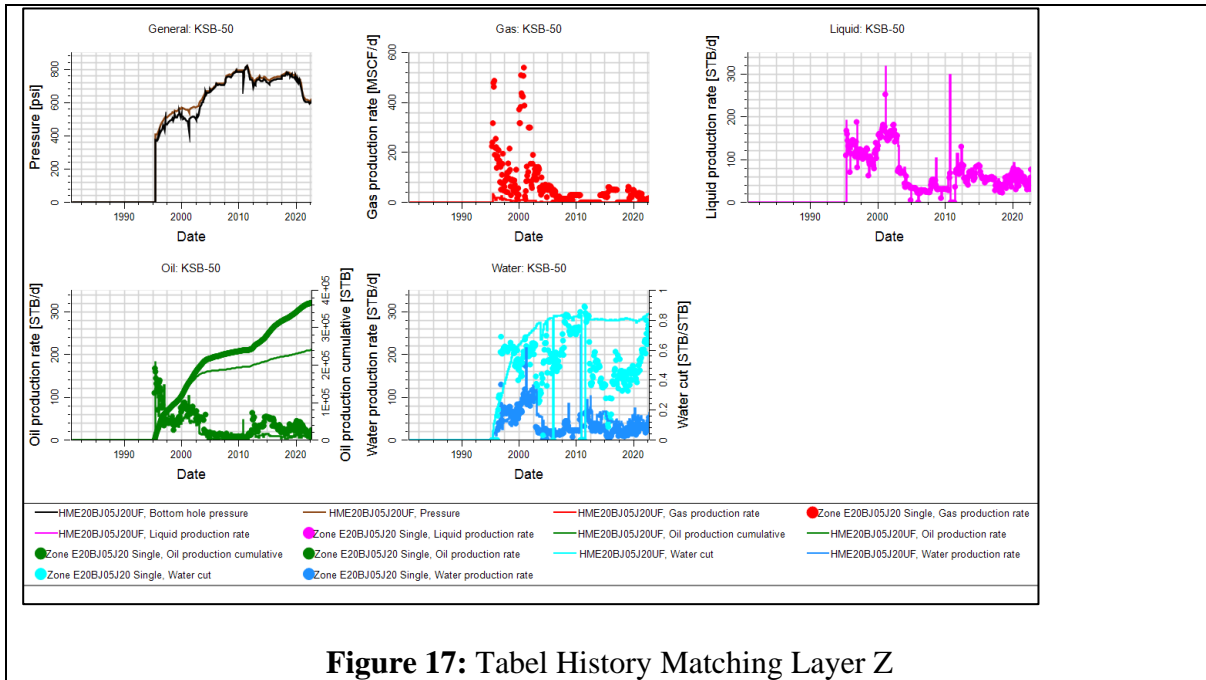 General: KSB-50
Gas: KSB-50
Liquid: KSB-50
Pressure [psi]
800
600
400
200
0
1990
2000
2010
2020
Date
Gas production rate [MSCF/d]
600
400
200
0
1990
2000
2010
2020
Date
Liquid production rate [STB/d]
300
200
100
0
1990
2000
2010
2020
Date
Oil: KSB-50
Water: KSB-50
Oil production rate [STB/d]
300
200
100
0
1990
2000
2010
2020
Date
4E+05
3E+05
2E+05
1E+05
0
Oil production cumulative [STB]
Water production rate [STB/d]
300
200
100
0
1990
2000
2010
2020
Date
1
0.8
0.6
0.4
0.2
0
Water cut [STB/STB]
HME20BJ05J20UF, Bottom hole pressure
HME20BJ05J20UF, Pressure
HME20BJ05J20UF, Gas production rate
Zone E20BJ05J20 Single, Gas production rate
HME20BJ05J20UF, Liquid production rate
Zone E20BJ05J20 Single, Liquid production rate
HME20BJ05J20UF, Oil production cumulative
HME20BJ05J20UF, Oil production rate
Zone E20BJ05J20 Single, Oil production cumulative
Zone E20BJ05J20 Single, Oil production rate
HME20BJ05J20UF, Water cut
HME20BJ05J20UF, Water production rate
Zone E20BJ05J20 Single, Water cut
Zone E20BJ05J20 Single, Water production rate
Figure 17: Tabel History Matching Layer Z